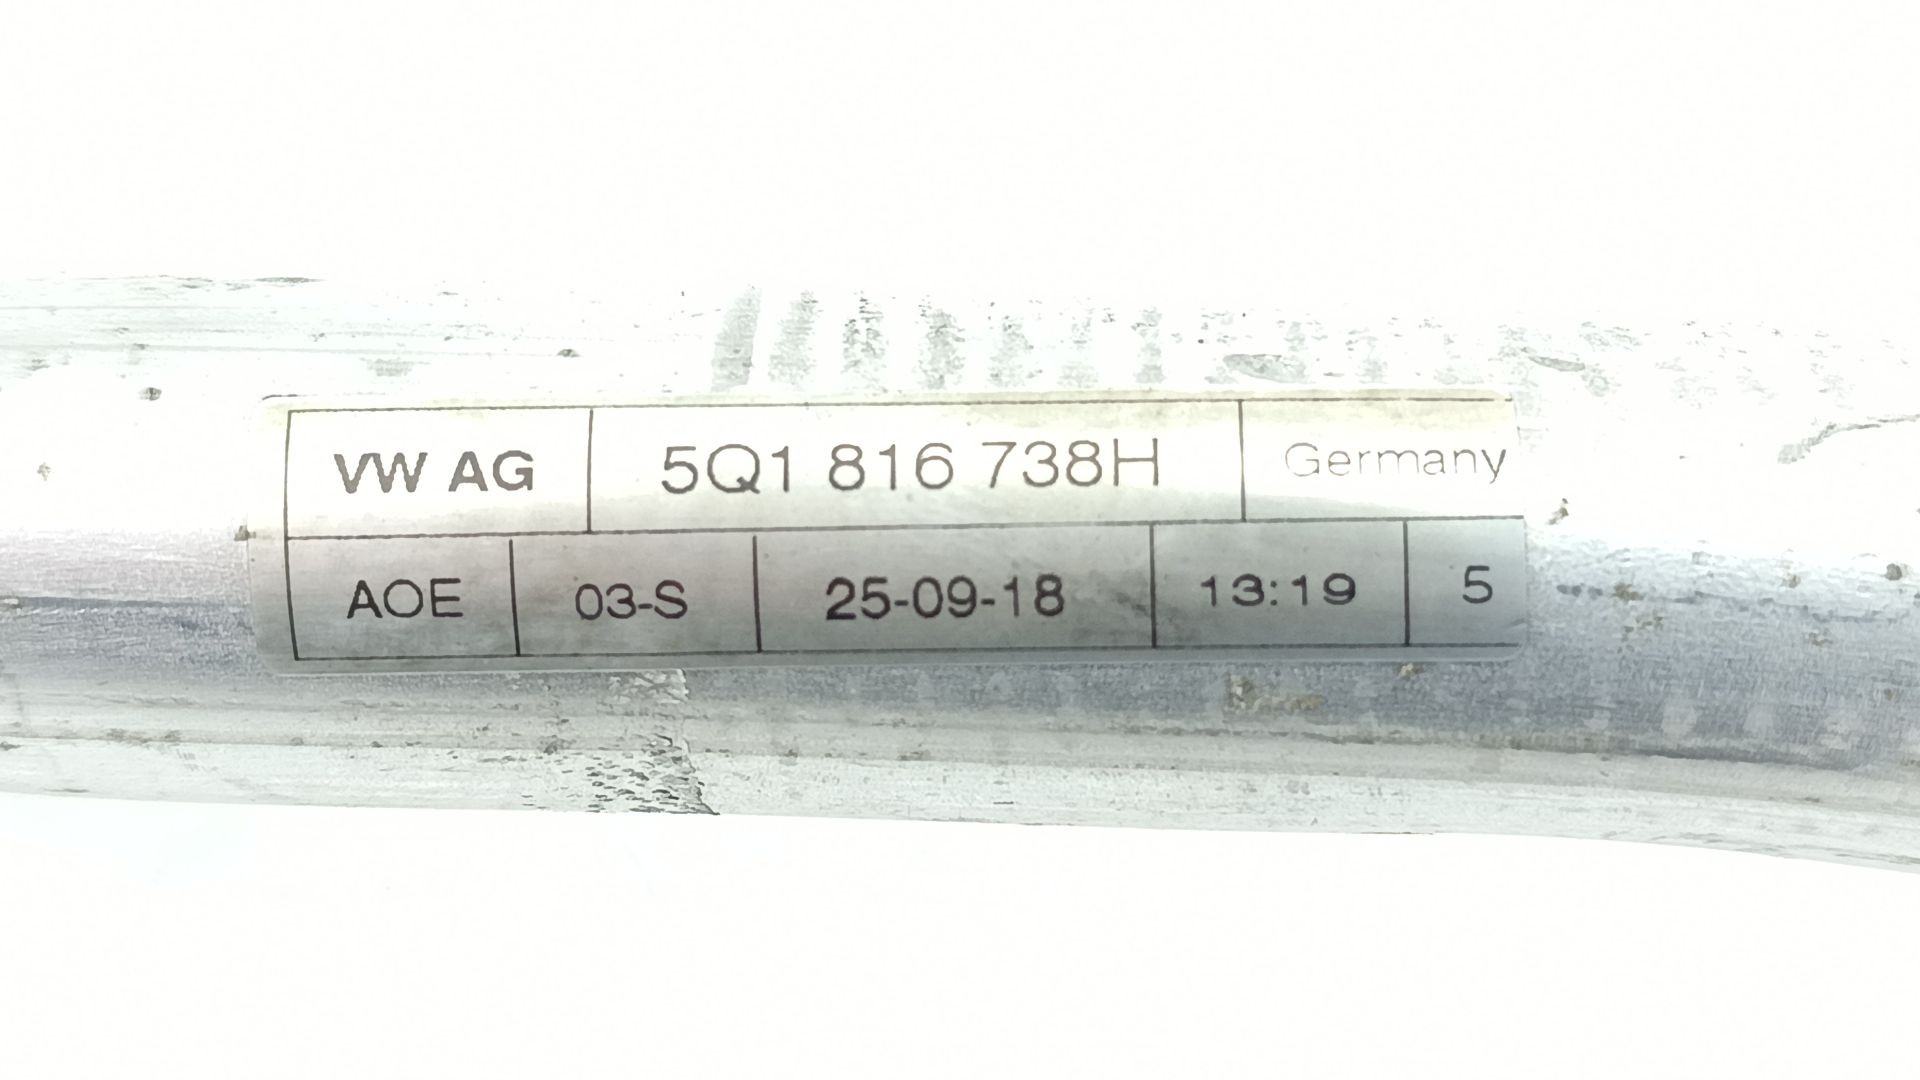 VW AG 5Q1 816 738H Germany
AOE 03-S 25-09-18 13:19 5